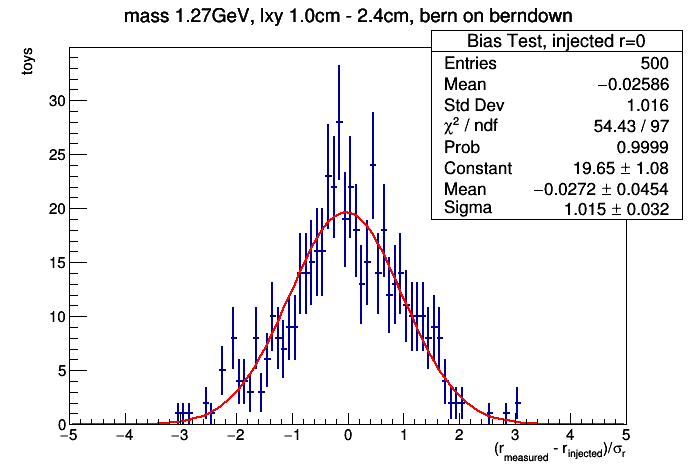 mass 1.27GeV, lxy 1.0cm - 2.4cm, bern on berndown
Bias Test, injected r=0
Entries 500
Mean −0.02586
Std Dev 1.016
χ² / ndf 54.43 / 97
Prob 0.9999
Constant 19.65 ± 1.08
Mean −0.0272 ± 0.0454
Sigma 1.015 ± 0.032
toys
30
25
20
15
10
5
0
−5 −4 −3 −2 −1 0 1 2 3 4 5
(r_measured - r_injected)/σ_r